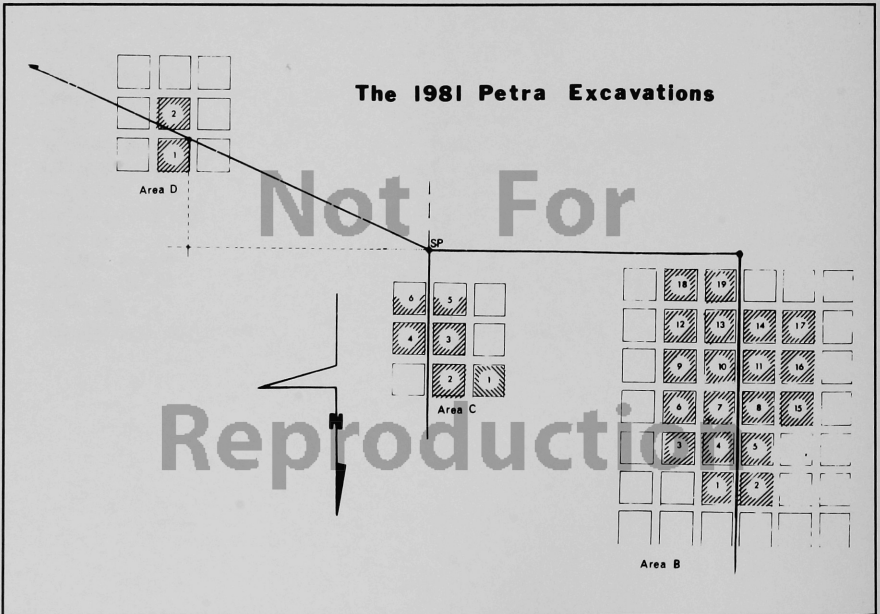 The 1981 Petra Excavations
2
1
Area D
Not For
SP
6 5
4 3
2 1
Area C
N
18 19
12 13 14 17
9 10 11 16
6 7 8 15
3 4 5
1 2
Area B
Reproduction